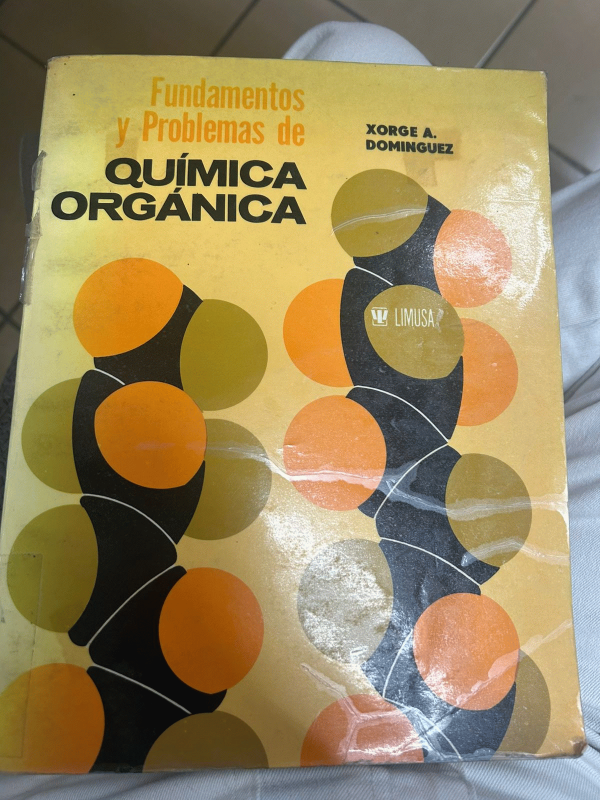 Fundamentos
y Problemas de
QUÍMICA
ORGÁNICA
XORGE A.
DOMINGUEZ
LIMUSA